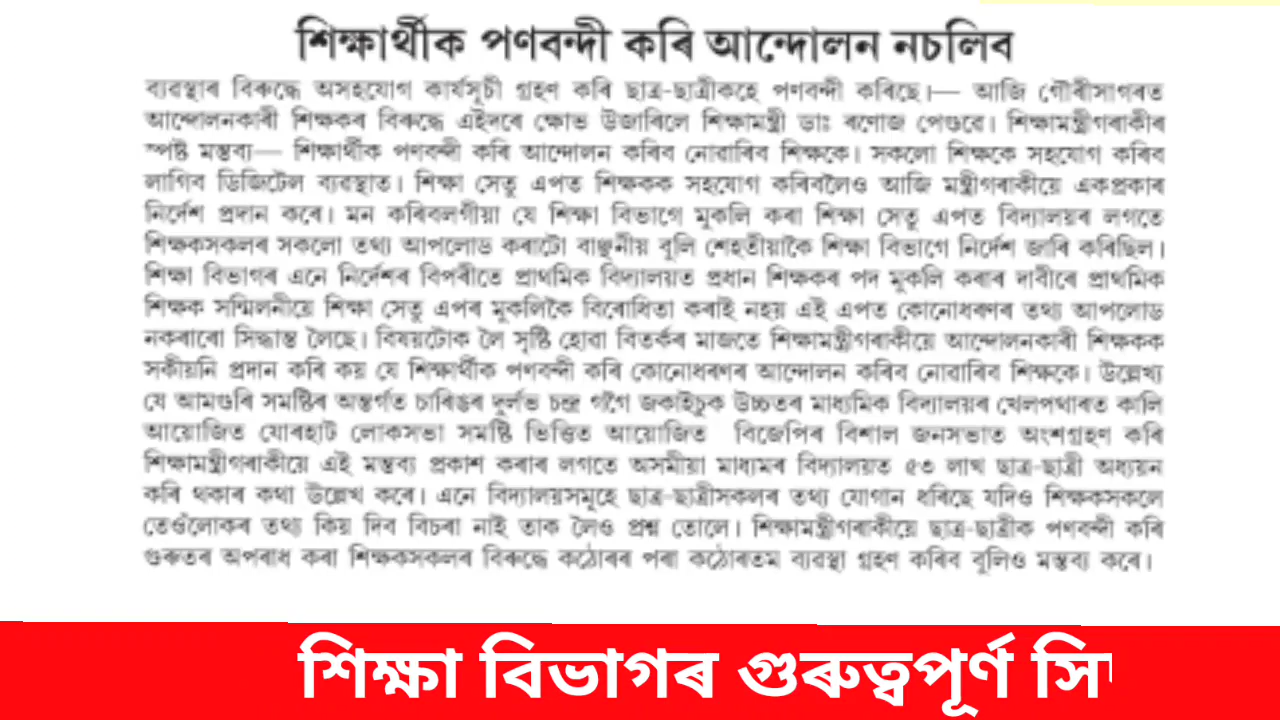 শিক্ষাৰ্থীক পণবন্দী কৰি আন্দোলন নচলিব
ব্যৱস্থাৰ বিৰুদ্ধে অসহযোগ কাৰ্যসূচী গ্ৰহণ কৰি ছাত্ৰ-ছাত্ৰীকহে পণবন্দী কৰিছে।— আজি গৌৰীসাগৰত
আন্দোলনকাৰী শিক্ষকৰ বিৰুদ্ধে এইদৰে ক্ষোভ উজাৰিলে শিক্ষামন্ত্ৰী ডাঃ ৰণোজ পেগুৱে। শিক্ষামন্ত্ৰীগৰাকীৰ
স্পষ্ট মন্তব্য— শিক্ষাৰ্থীক পণবন্দী কৰি আন্দোলন কৰিব নোৱাৰিব শিক্ষকে। সকলো শিক্ষকে সহযোগ কৰিব
লাগিব ডিজিটেল ব্যৱস্থাত। শিক্ষা সেতু এপত শিক্ষকক সহযোগ কৰিবলৈও আজি মন্ত্ৰীগৰাকীয়ে একপ্ৰকাৰ
নিৰ্দেশ প্ৰদান কৰে। মন কৰিবলগীয়া যে শিক্ষা বিভাগে মুকলি কৰা শিক্ষা সেতু এপত বিদ্যালয়ৰ লগতে
শিক্ষকসকলৰ সকলো তথ্য আপলোড কৰাটো বাঞ্ছনীয় বুলি শেহতীয়াকৈ শিক্ষা বিভাগে নিৰ্দেশ জাৰি কৰিছিল।
শিক্ষা বিভাগৰ এনে নিৰ্দেশৰ বিপৰীতে প্ৰাথমিক বিদ্যালয়ত প্ৰধান শিক্ষকৰ পদ মুকলি কৰাৰ দাবীৰে প্ৰাথমিক
শিক্ষক সন্মিলনীয়ে শিক্ষা সেতু এপৰ মুকলিকৈ বিৰোধিতা কৰাই নহয় এই এপত কোনোধৰণৰ তথ্য আপলোড
নকৰাৰো সিদ্ধান্ত লৈছে। বিষয়টোক লৈ সৃষ্টি হোৱা বিতৰ্কৰ মাজতে শিক্ষামন্ত্ৰীগৰাকীয়ে আন্দোলনকাৰী শিক্ষকক
সকীয়নি প্ৰদান কৰি কয় যে শিক্ষাৰ্থীক পণবন্দী কৰি কোনোধৰণৰ আন্দোলন কৰিব নোৱাৰিব শিক্ষকে। উল্লেখ্য
যে আমগুৰি সমষ্টিৰ অন্তৰ্গত চাৰিঙৰ দুৰ্লভ চন্দ্ৰ গগৈ জকাইচুক উচ্চতৰ মাধ্যমিক বিদ্যালয়ৰ খেলপথাৰত কালি
আয়োজিত যোৰহাট লোকসভা সমষ্টি ভিত্তিত আয়োজিত বিজেপিৰ বিশাল জনসভাত অংশগ্ৰহণ কৰি
শিক্ষামন্ত্ৰীগৰাকীয়ে এই মন্তব্য প্ৰকাশ কৰাৰ লগতে অসমীয়া মাধ্যমৰ বিদ্যালয়ত ৫৩ লাখ ছাত্ৰ-ছাত্ৰী অধ্যয়ন
কৰি থকাৰ কথা উল্লেখ কৰে। এনে বিদ্যালয়সমূহে ছাত্ৰ-ছাত্ৰীসকলৰ তথ্য যোগান ধৰিছে যদিও শিক্ষকসকলে
তেওঁলোকৰ তথ্য কিয় দিব বিচৰা নাই তাক লৈও প্ৰশ্ন তোলে। শিক্ষামন্ত্ৰীগৰাকীয়ে ছাত্ৰ-ছাত্ৰীক পণবন্দী কৰি
গুৰুতৰ অপৰাধ কৰা শিক্ষকসকলৰ বিৰুদ্ধে কঠোৰৰ পৰা কঠোৰতম ব্যৱস্থা গ্ৰহণ কৰিব বুলিও মন্তব্য কৰে।
শিক্ষা বিভাগৰ গুৰুত্বপূৰ্ণ